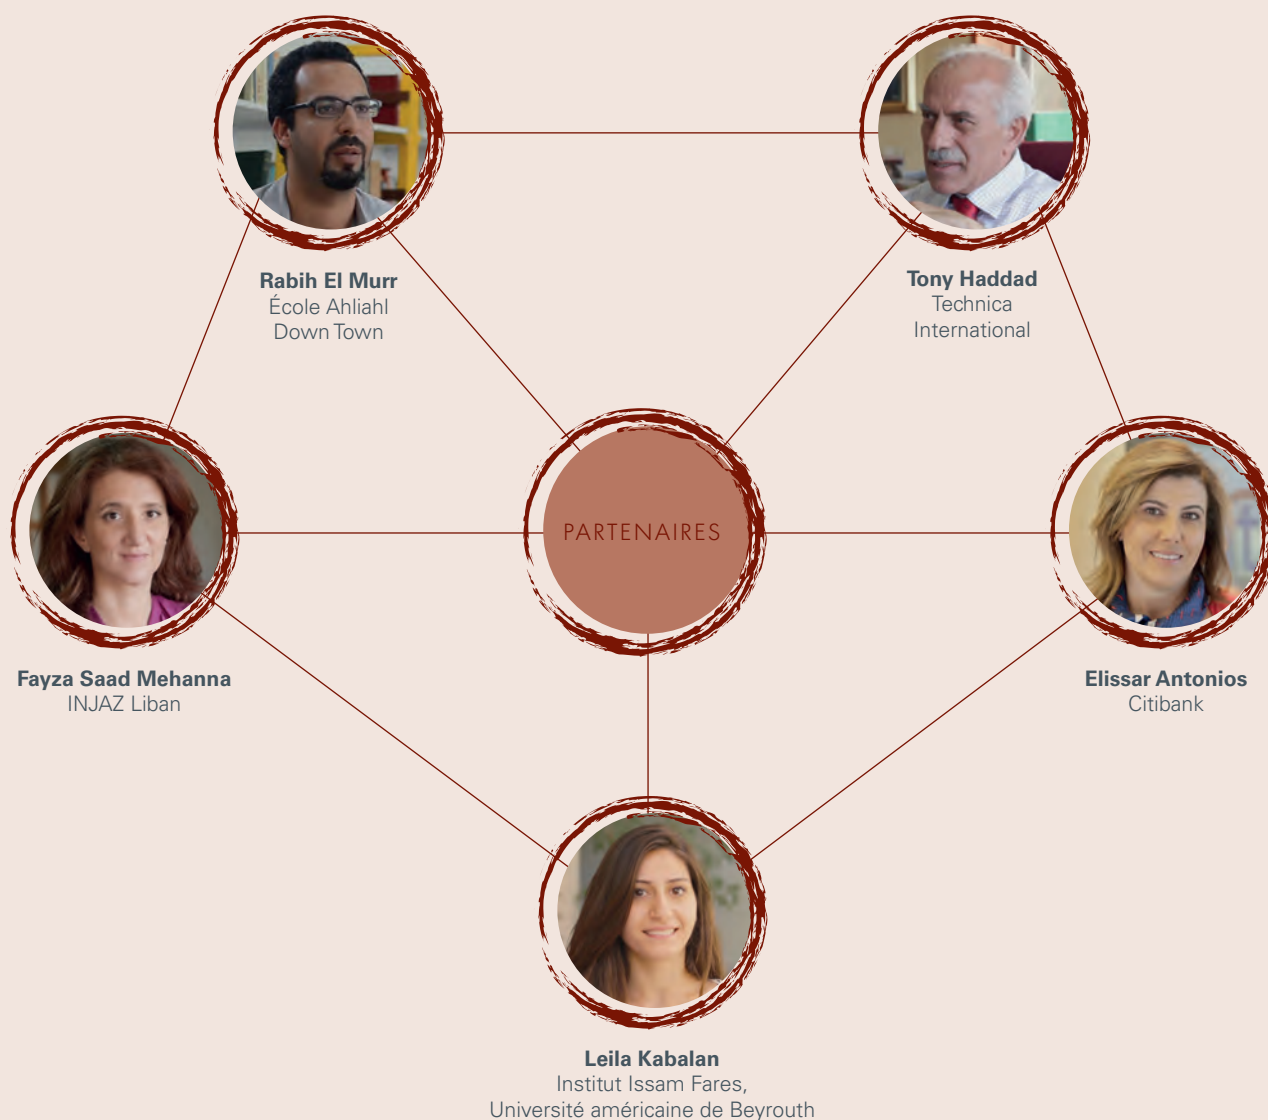 Rabih El Murr
École Ahliahl
Down Town
Tony Haddad
Technica
International
PARTENAIRES
Fayza Saad Mehanna
INJAZ Liban
Elissar Antonios
Citibank
Leila Kabalan
Institut Issam Fares,
Université américaine de Beyrouth